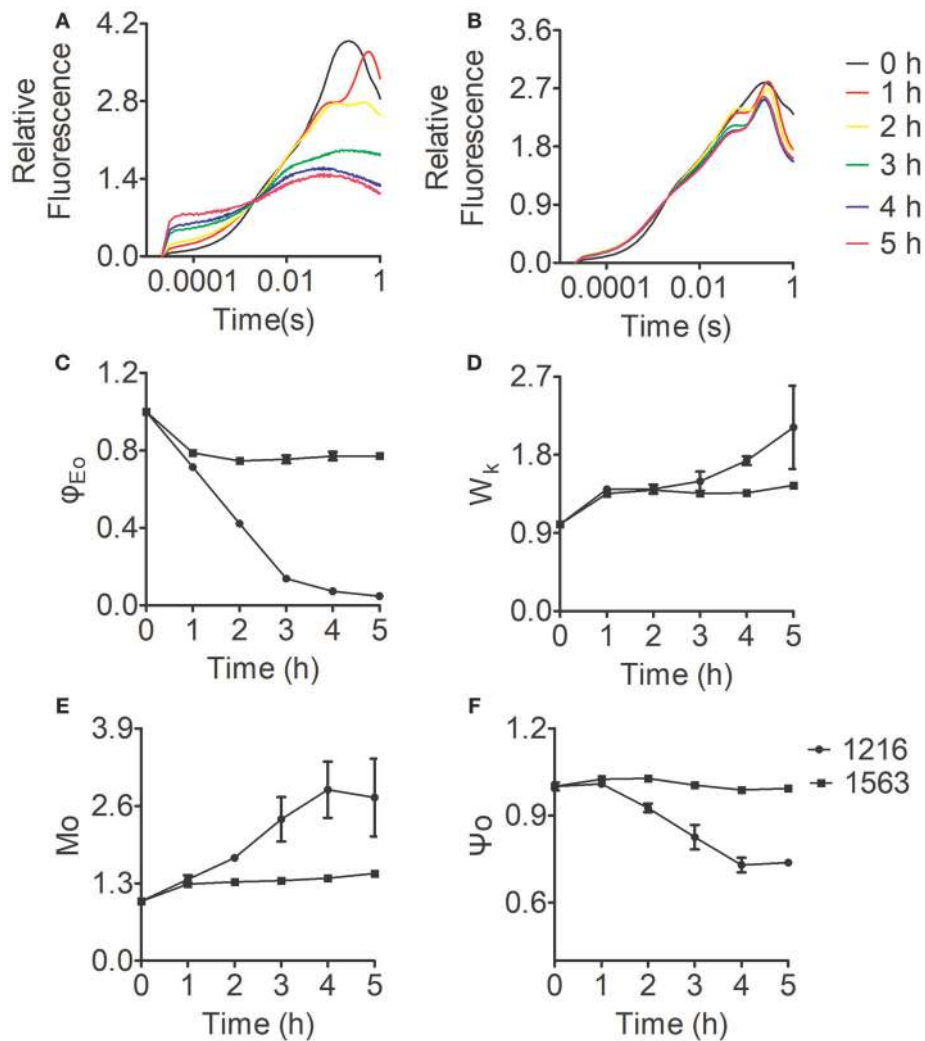 A
4.2
2.8
1.4
0.0
Relative
Fluorescence
0.0001 0.01 1
Time(s)
B
3.6
2.7
1.8
0.9
0.0
Relative
Fluorescence
0.0001 0.01 1
Time (s)
0 h
1 h
2 h
3 h
4 h
5 h
C
1.2
0.8
0.4
0.0
φEo
0 1 2 3 4 5
Time (h)
D
2.7
1.8
0.9
0.0
Wk
0 1 2 3 4 5
Time (h)
E
3.9
2.6
1.3
0.0
Mo
0 1 2 3 4 5
Time (h)
F
1.2
0.9
0.6
Ψo
0 1 2 3 4 5
Time (h)
1216
1563